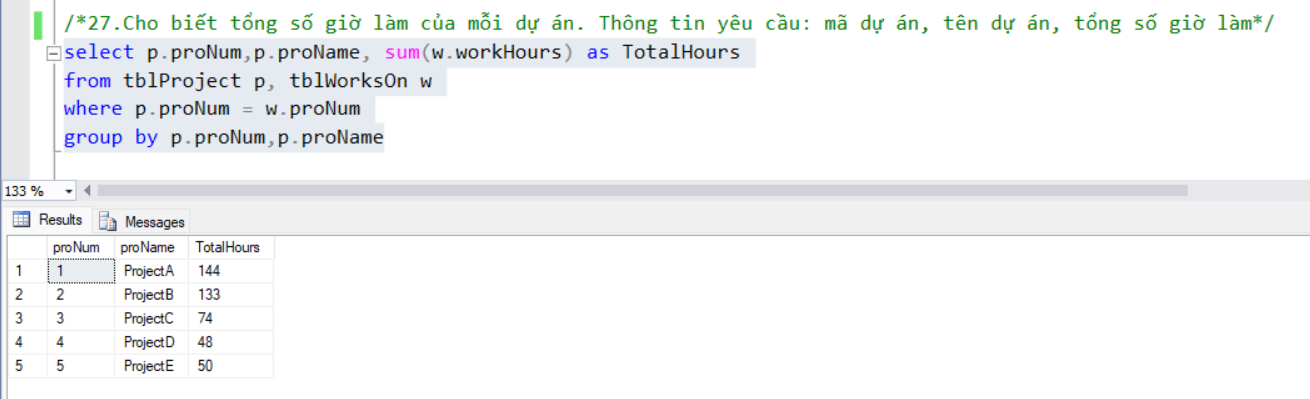 /*27.Cho biết tổng số giờ làm của mỗi dự án. Thông tin yêu cầu: mã dự án, tên dự án, tổng số giờ làm*/
select p.proNum,p.proName, sum(w.workHours) as TotalHours
from tblProject p, tblWorksOn w
where p.proNum = w.proNum
group by p.proNum,p.proName
133 %
Results Messages
proNum proName TotalHours
1 1 ProjectA 144
2 2 ProjectB 133
3 3 ProjectC 74
4 4 ProjectD 48
5 5 ProjectE 50